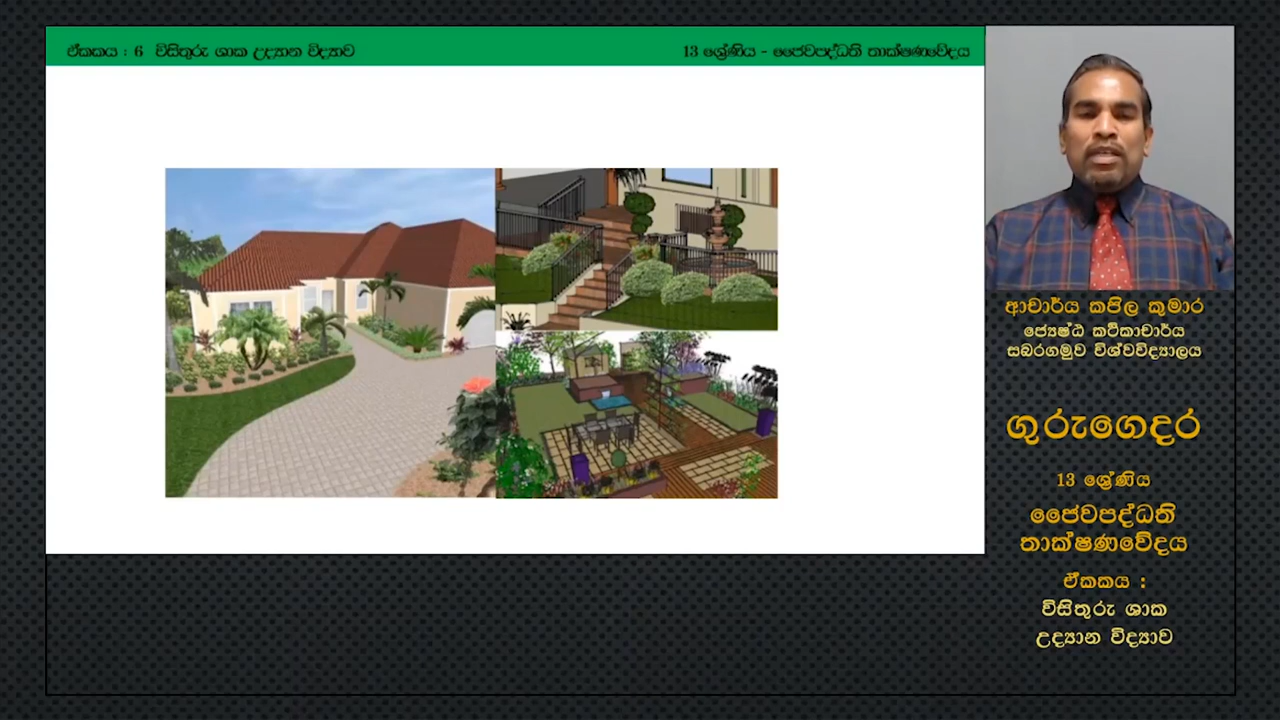 ඒකකය : 6 විසිතුරු ශාක උද්‍යාන විද්‍යාව
13 ශ්‍රේණිය - ජෛවපද්ධති තාක්ෂණවේදය
ආචාර්ය කපිල කුමාර
ජ්‍යෙෂ්ඨ කථිකාචාර්ය
සබරගමුව විශ්වවිද්‍යාලය
ගුරුගෙදර
13 ශ්‍රේණිය
ජෛවපද්ධති
තාක්ෂණවේදය
ඒකකය :
විසිතුරු ශාක
උද්‍යාන විද්‍යාව